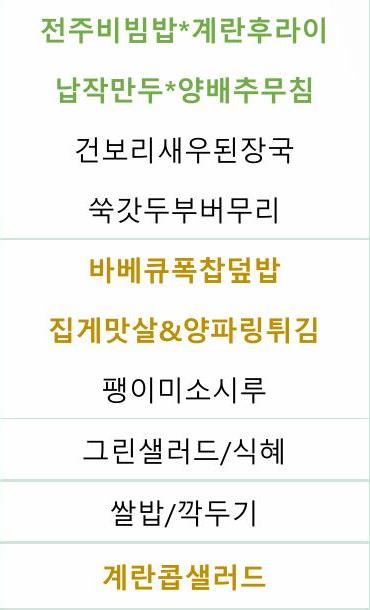 전주비빔밥*계란후라이
납작만두*양배추무침
건보리새우된장국
쑥갓두부버무리
바베큐폭찹덮밥
집게맛살&양파링튀김
팽이미소시루
그린샐러드/식혜
쌀밥/깍두기
계란콥샐러드